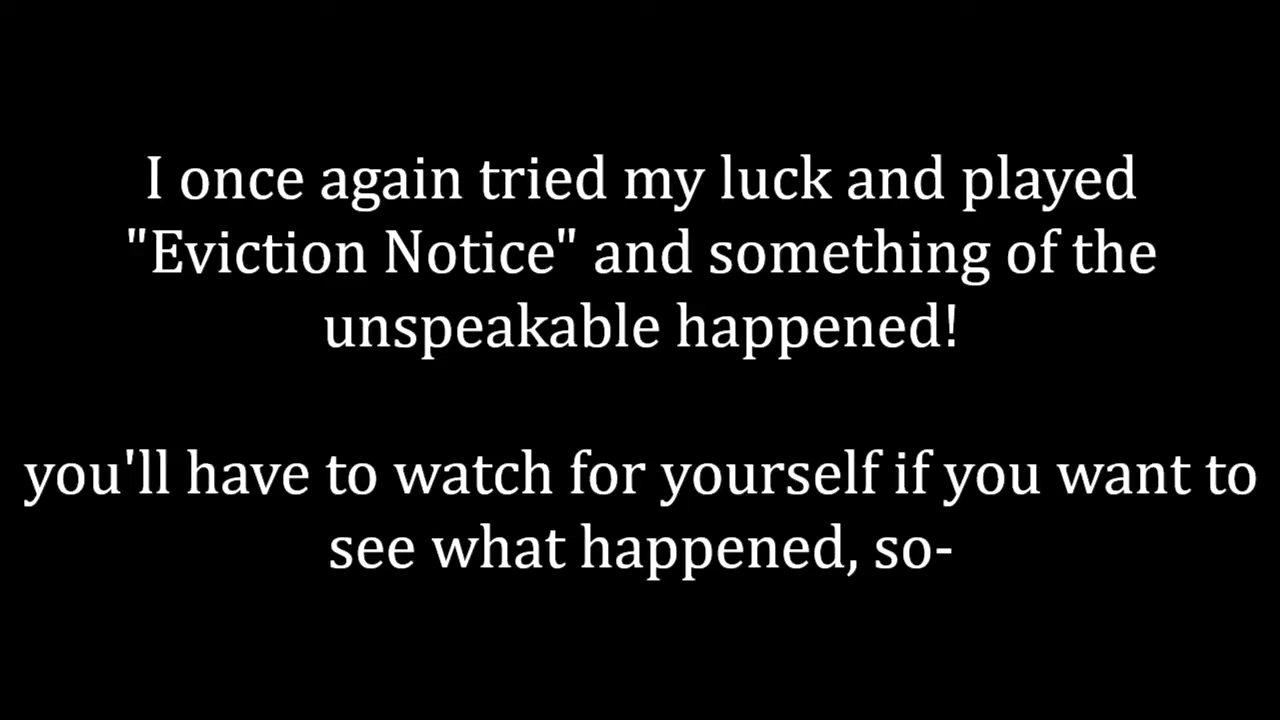 I once again tried my luck and played
"Eviction Notice" and something of the
unspeakable happened!
you'll have to watch for yourself if you want to
see what happened, so-